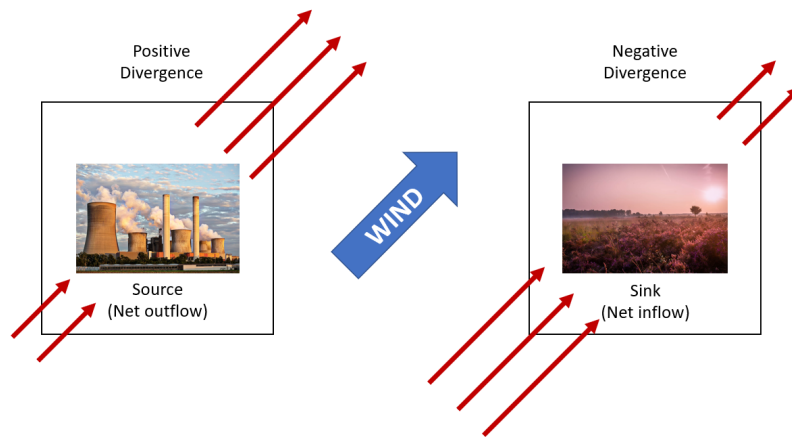 Positive
Divergence
Source
(Net outflow)
WIND
Negative
Divergence
Sink
(Net inflow)